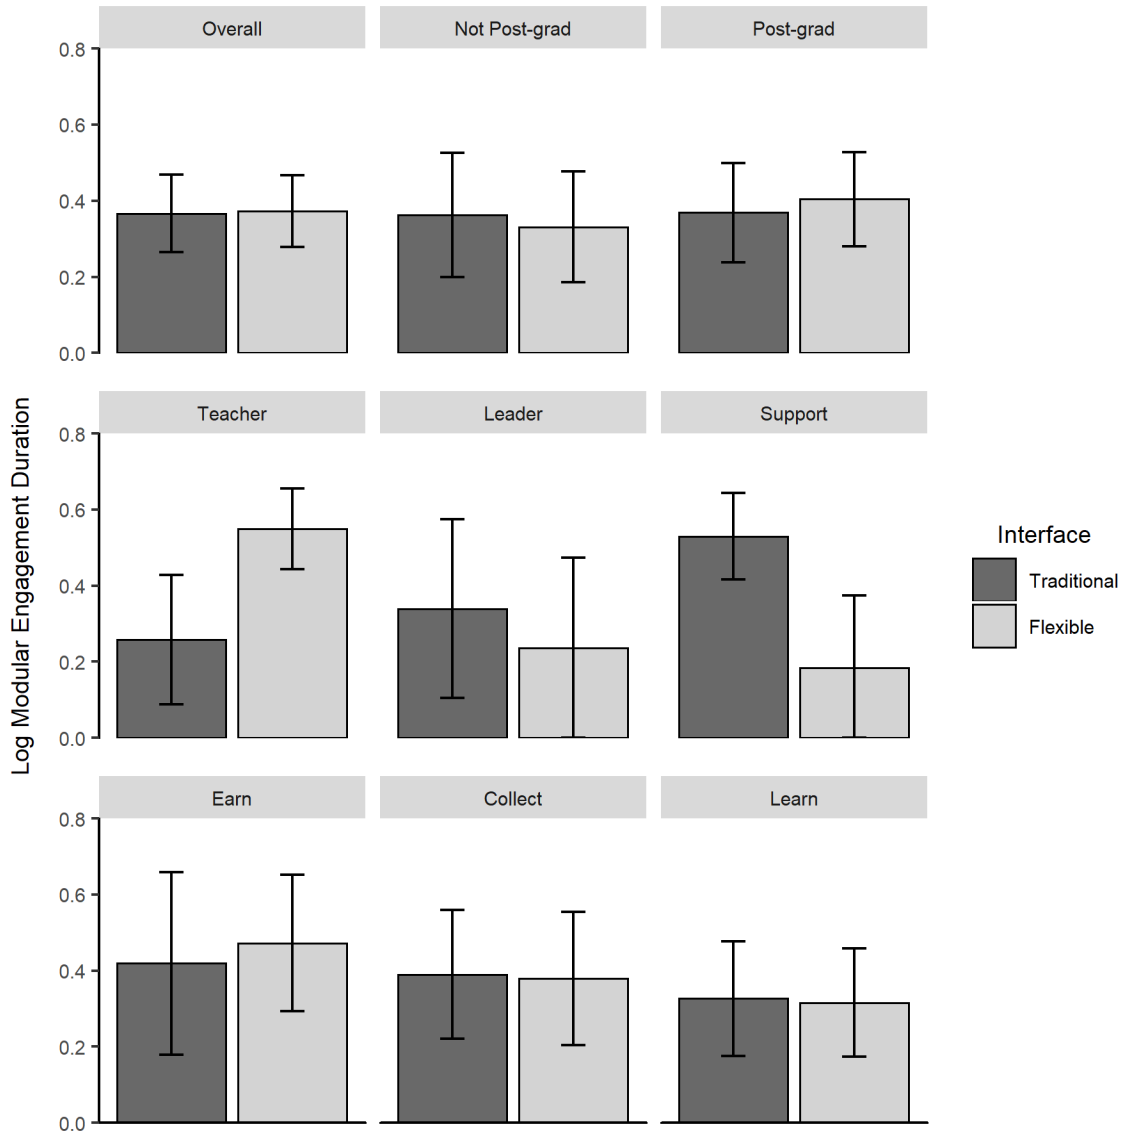 Overall
Not Post-grad
Post-grad
0.8
0.6
0.4
0.2
0.0
Log Modular Engagement Duration
Teacher
Leader
Support
0.8
0.6
0.4
0.2
0.0
Interface
Traditional
Flexible
Earn
Collect
Learn
0.8
0.6
0.4
0.2
0.0